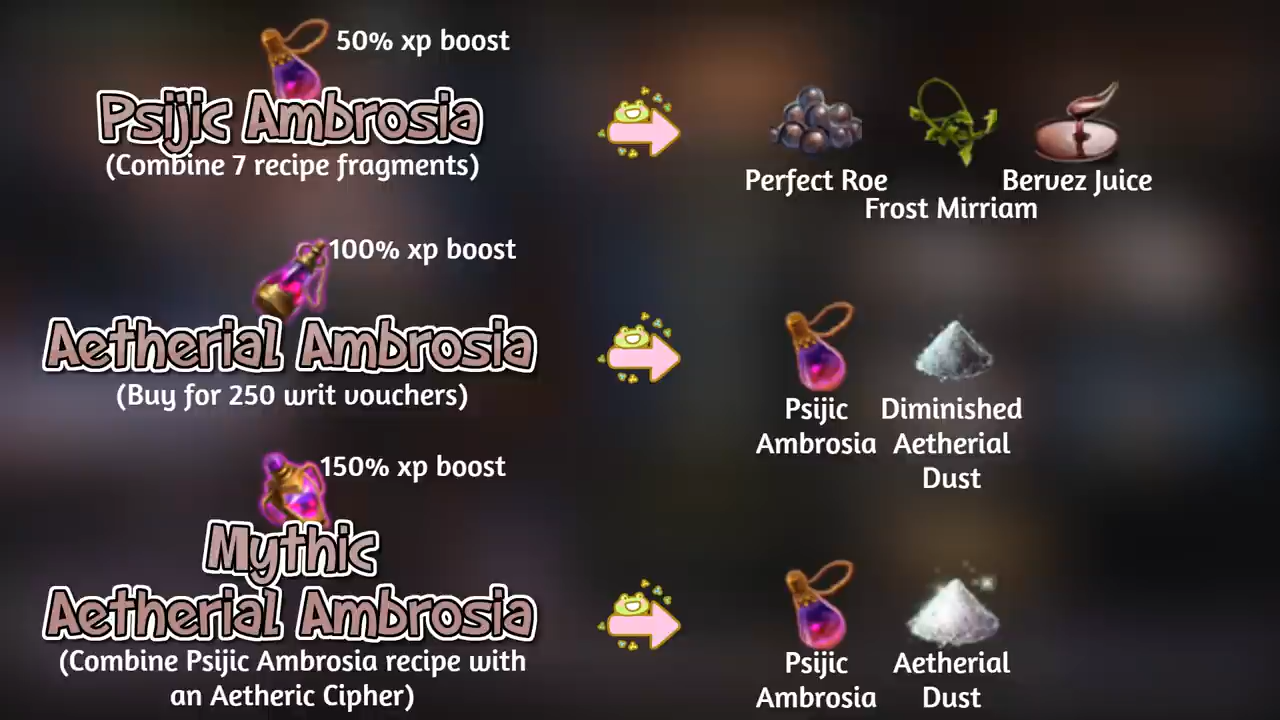 50% xp boost
Psijic Ambrosia
(Combine 7 recipe fragments)
Perfect Roe
Frost Mirriam
Bervez Juice
100% xp boost
Aetherial Ambrosia
(Buy for 250 writ vouchers)
Psijic
Ambrosia
Diminished
Aetherial
Dust
150% xp boost
Mythic
Aetherial Ambrosia
(Combine Psijic Ambrosia recipe with
an Aetheric Cipher)
Psijic
Ambrosia
Aetherial
Dust